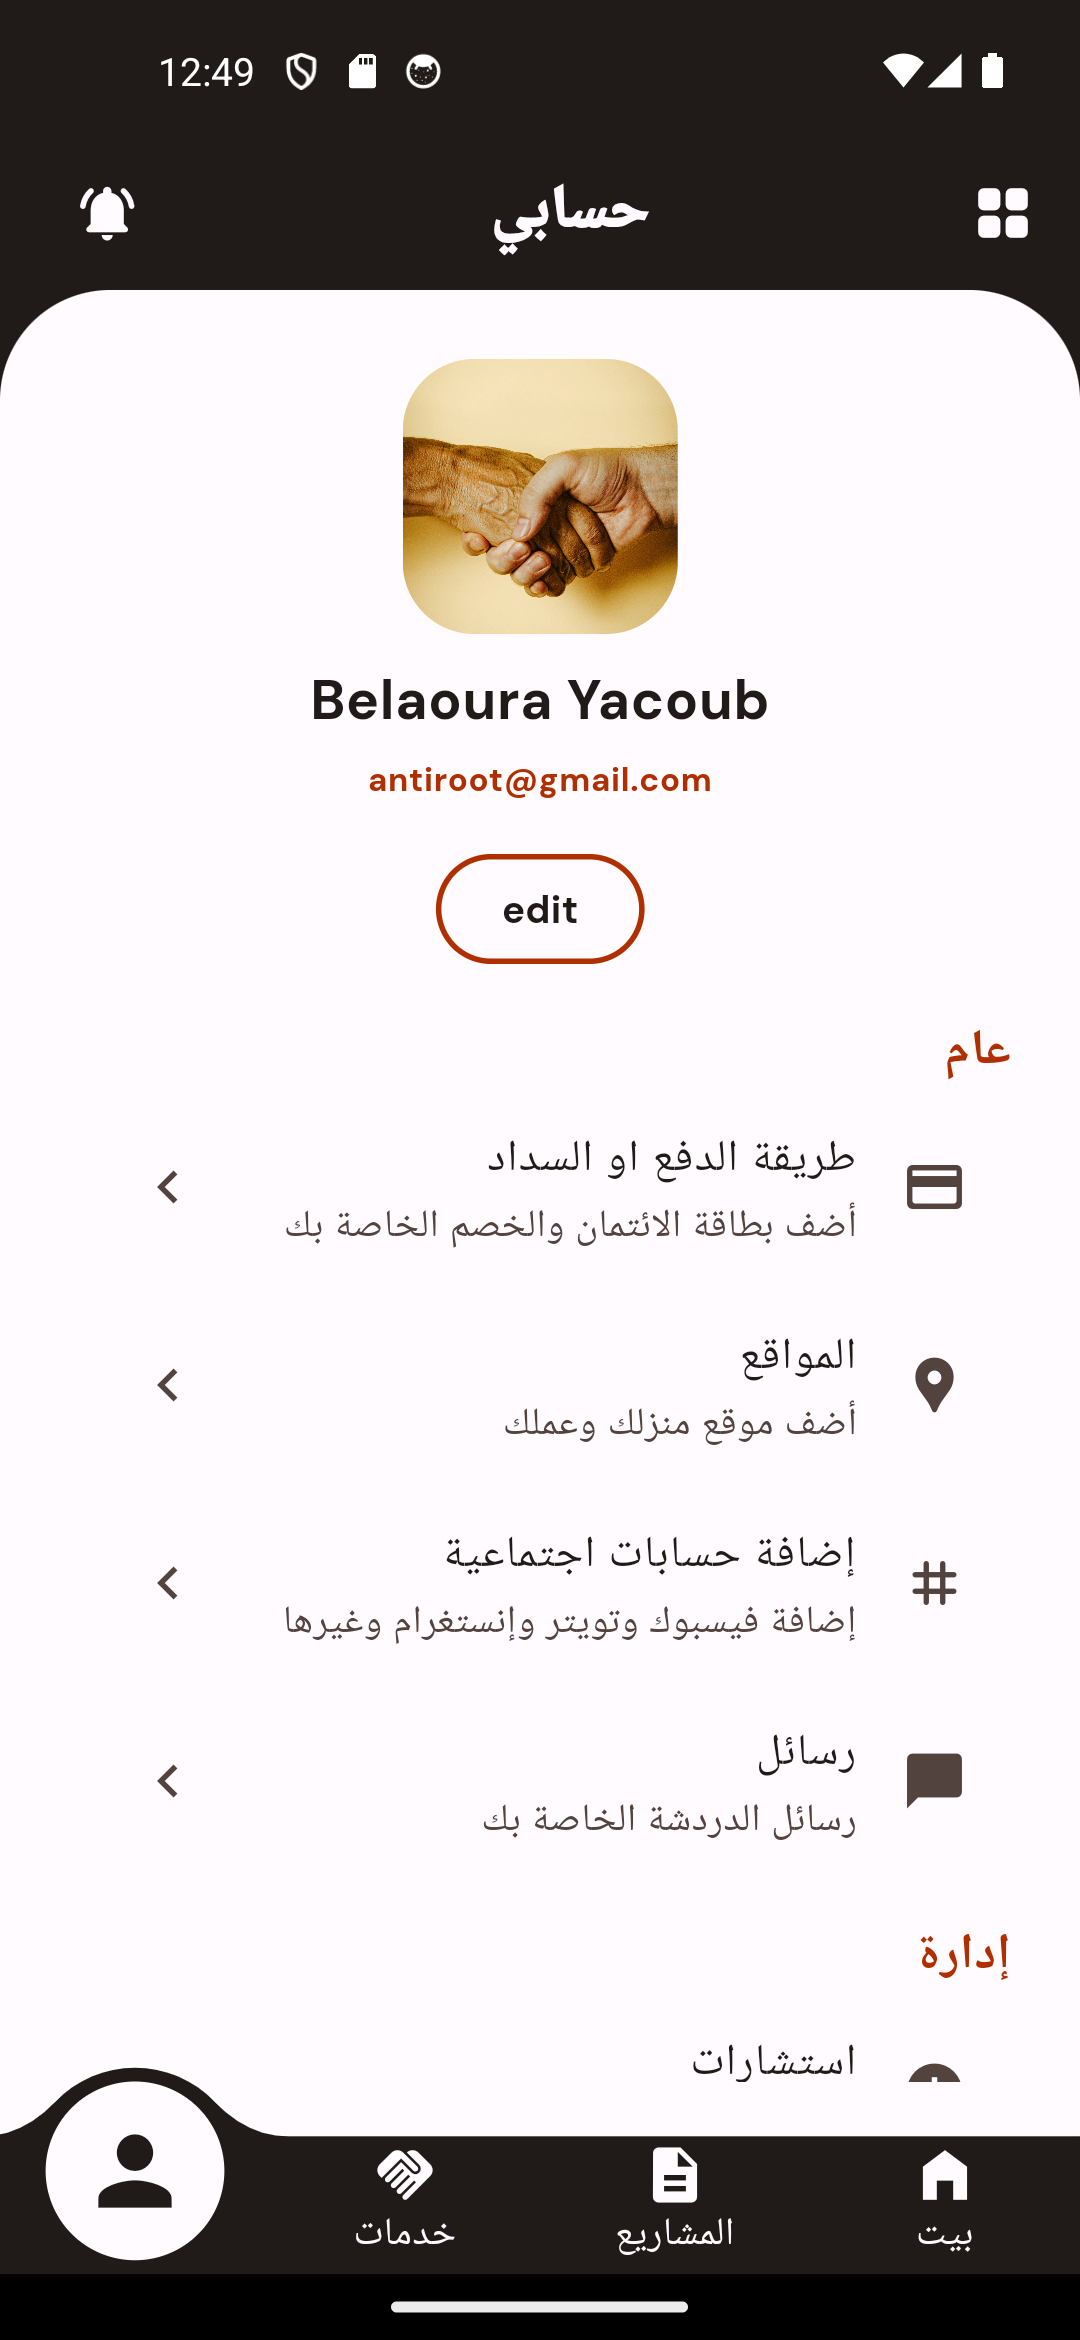 12:49
حسابي
Belaoura Yacoub
antiroot@gmail.com
edit
عام
طريقة الدفع او السداد
أضف بطاقة الائتمان والخصم الخاصة بك
المواقع
أضف موقع منزلك وعملك
إضافة حسابات اجتماعية
إضافة فيسبوك وتويتر وإنستغرام وغيرها
رسائل
رسائل الدردشة الخاصة بك
إدارة
استشارات
بيت
المشاريع
خدمات